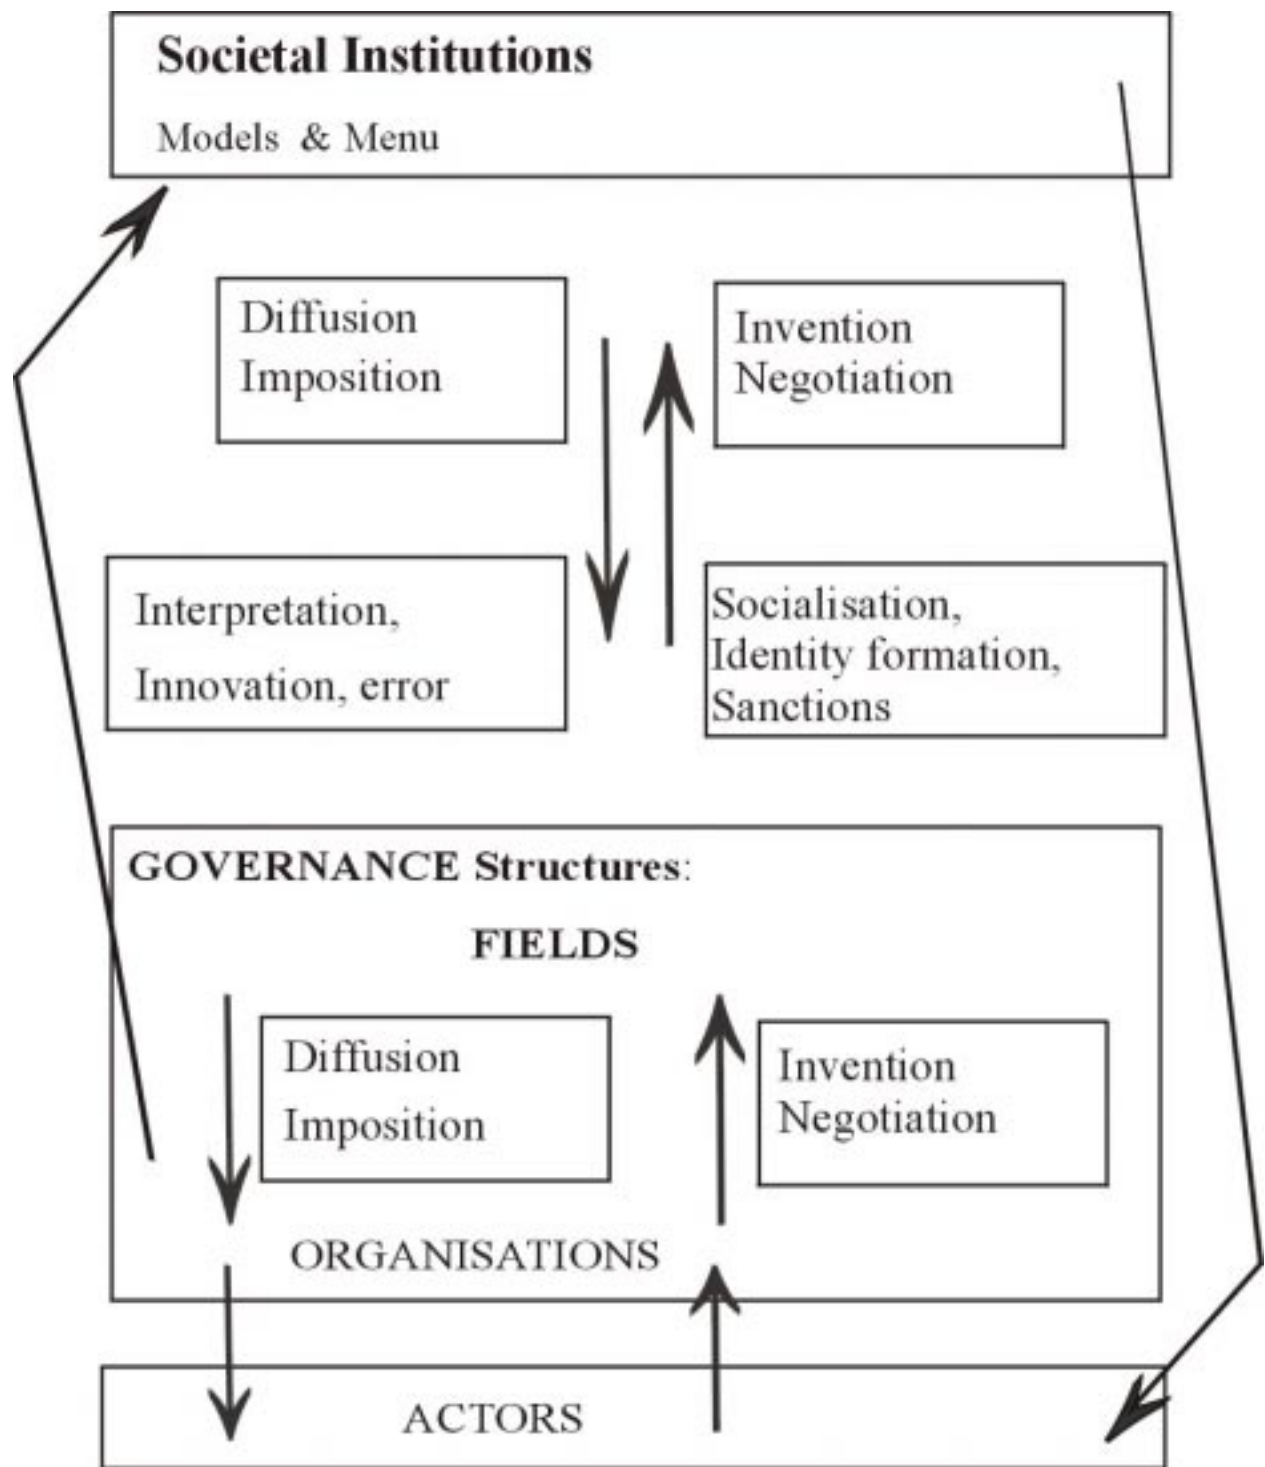 Societal Institutions
Models & Menu
Diffusion
Imposition
Invention
Negotiation
Interpretation,
Innovation, error
Socialisation,
Identity formation,
Sanctions
GOVERNANCE Structures:
FIELDS
Diffusion
Imposition
Invention
Negotiation
ORGANISATIONS
ACTORS